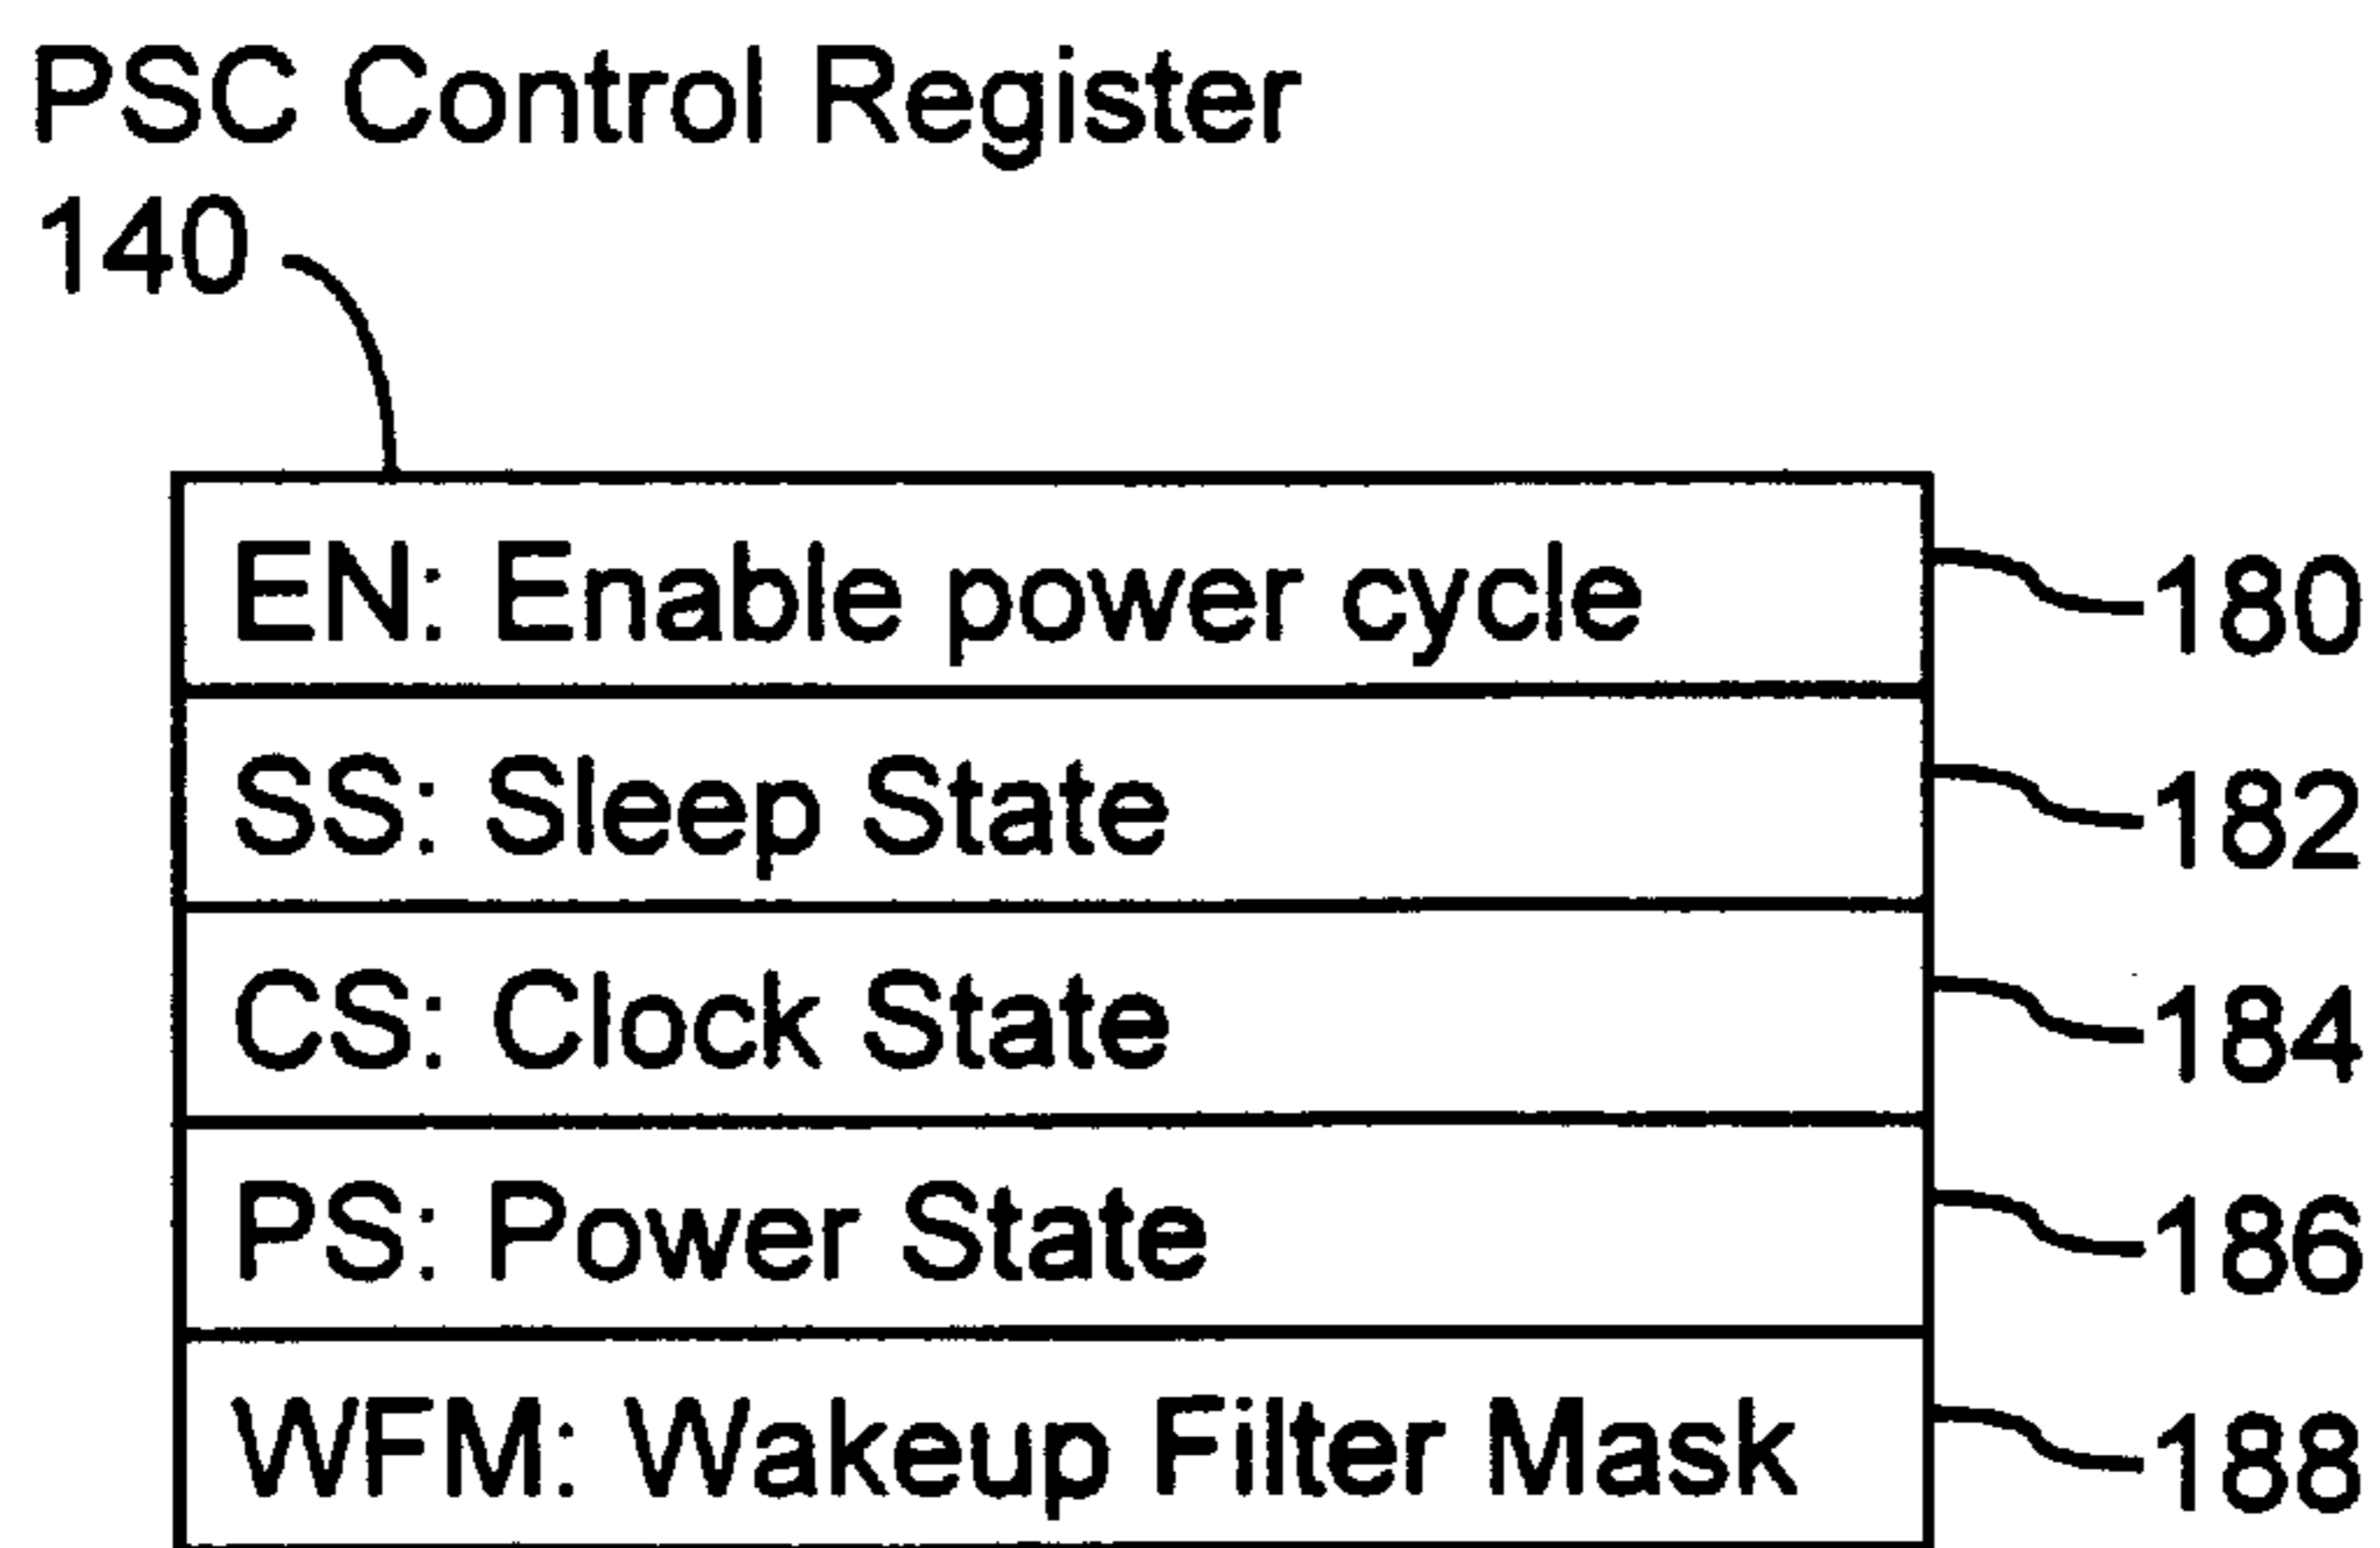 PSC Control Register
140
EN: Enable power cycle 180
SS: Sleep State 182
CS: Clock State 184
PS: Power State 186
WFM: Wakeup Filter Mask 188